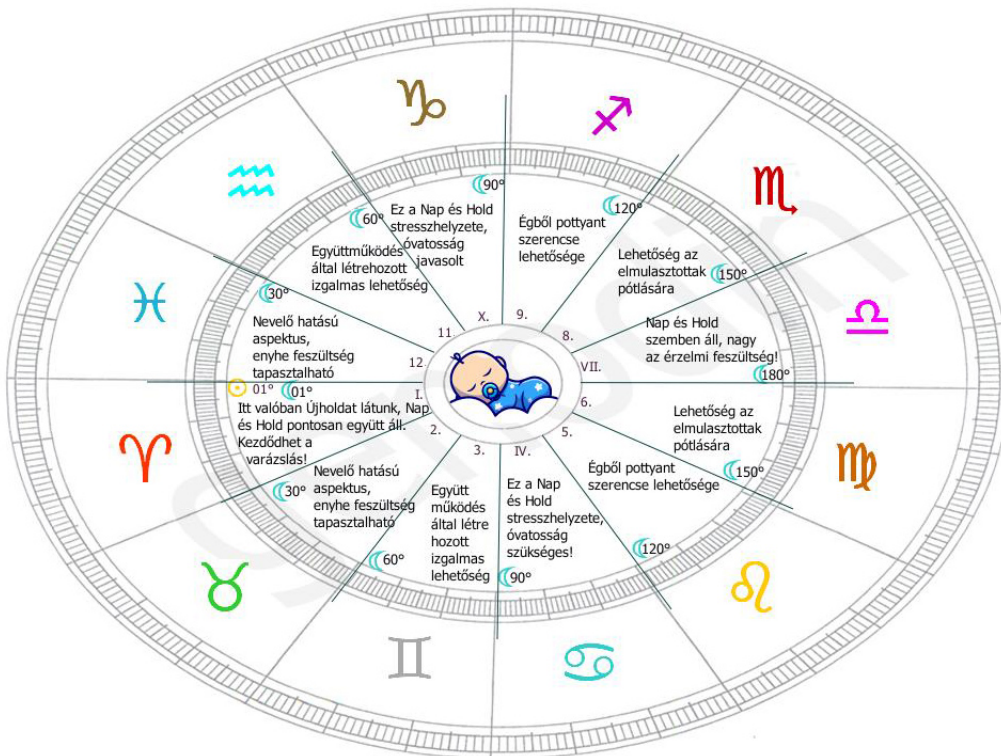 90°
Ez a Nap és Hold
stresszhelyzete,
óvatosság
javasolt
120°
Égből pottyant
szerencse
lehetősége
60°
Együttműködés
által létrehozott
izgalmas lehetőség
Lehetőség az
elmulasztottak
pótlására
150°
30°
Nevelő hatású
aspektus,
enyhe feszültség
tapasztalható
Nap és Hold
szemben áll, nagy
az érzelmi feszültség!
180°
X.
9.
11.
8.
12.
VII.
I.
6.
2.
5.
3.
IV.
01°
01°
Itt valóban Újholdat látunk, Nap
és Hold pontosan együtt áll.
Kezdődhet a
varázslás!
Lehetőség az
elmulasztottak
pótlására
150°
30°
Nevelő hatású
aspektus,
enyhe feszültség
tapasztalható
Égből pottyant
szerencse lehetősége
120°
Együtt
működés
által létre
hozott
izgalmas
lehetőség
60°
Ez a Nap
és Hold
stresszhelyzete,
óvatosság
szükséges!
90°